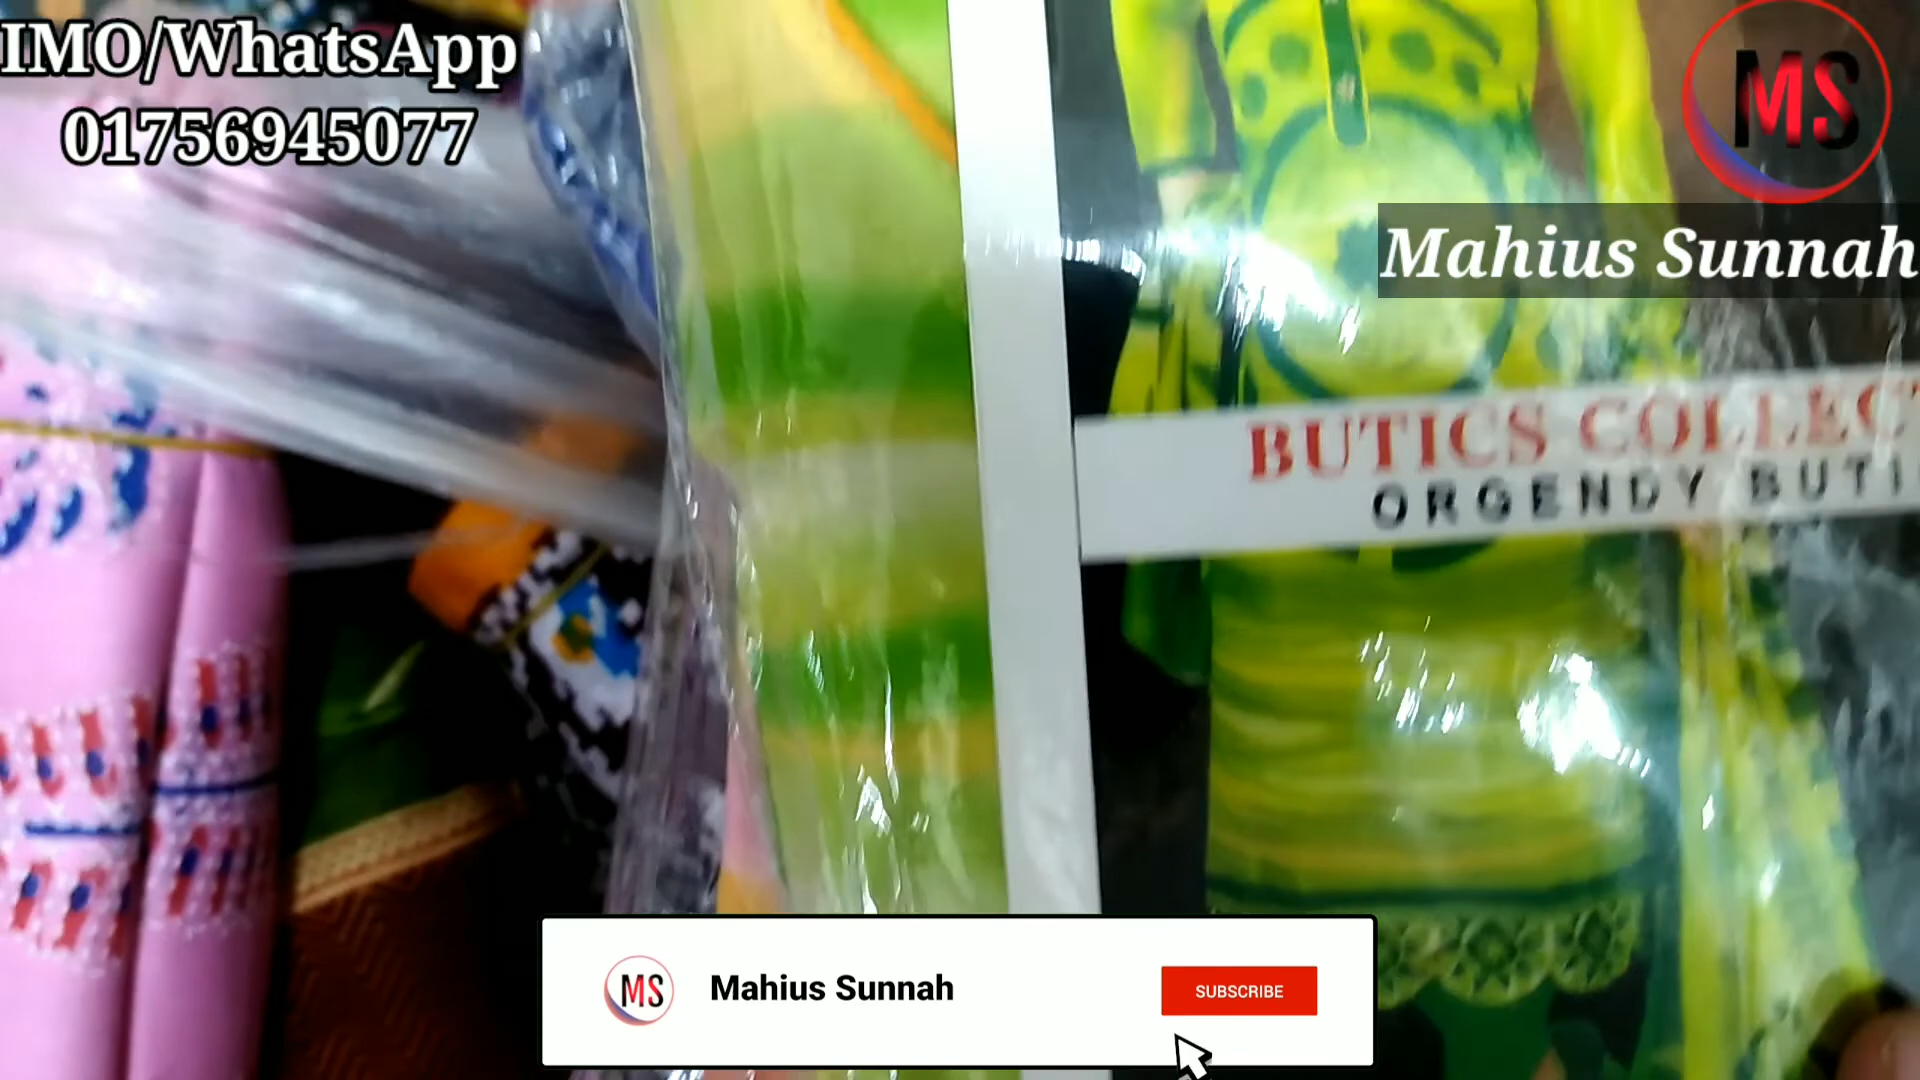 IMO/WhatsApp
01756945077
MS
Mahius Sunnah
BUTICS COLLEC
ORGENDY BUTI
MS
Mahius Sunnah
SUBSCRIBE